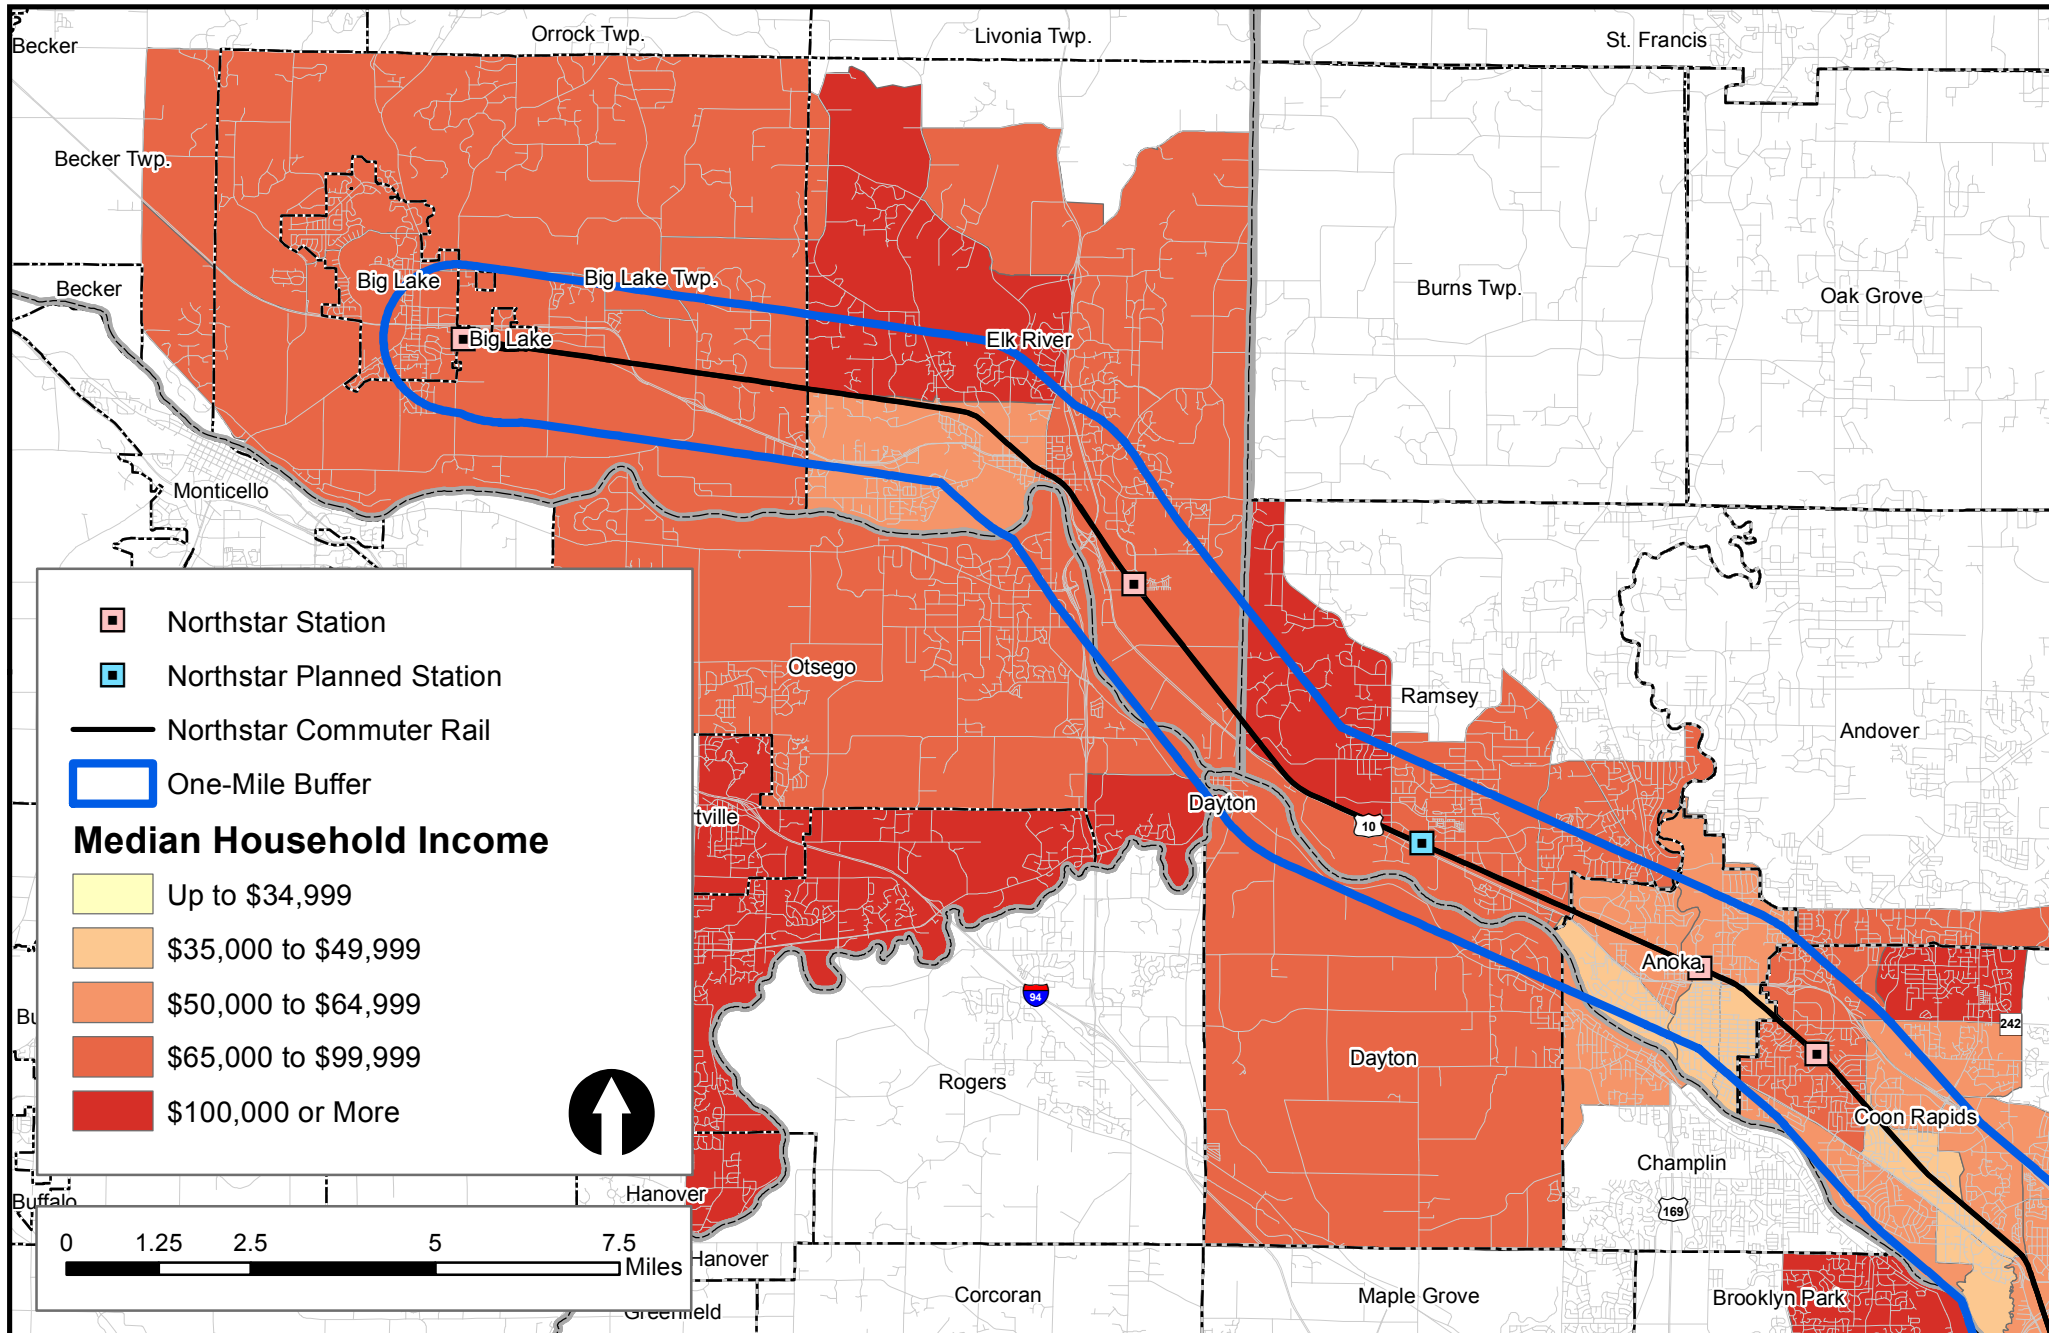 Becker
Orrock Twp.
Livonia Twp.
St. Francis
Becker Twp.
Becker
Big Lake
Big Lake Twp.
Burns Twp.
Oak Grove
Big Lake
Elk River
Monticello
Otsego
Ramsey
Andover
Dayton
rtville
10
Anoka
94
242
Dayton
Rogers
Coon Rapids
Champlin
169
Hanover
Hanover
Corcoran
Maple Grove
Brooklyn Park
Greenfield
Bu
Buffalo
Northstar Station
Northstar Planned Station
Northstar Commuter Rail
One-Mile Buffer
Median Household Income
Up to $34,999
$35,000 to $49,999
$50,000 to $64,999
$65,000 to $99,999
$100,000 or More
0 1.25 2.5 5 7.5
Miles